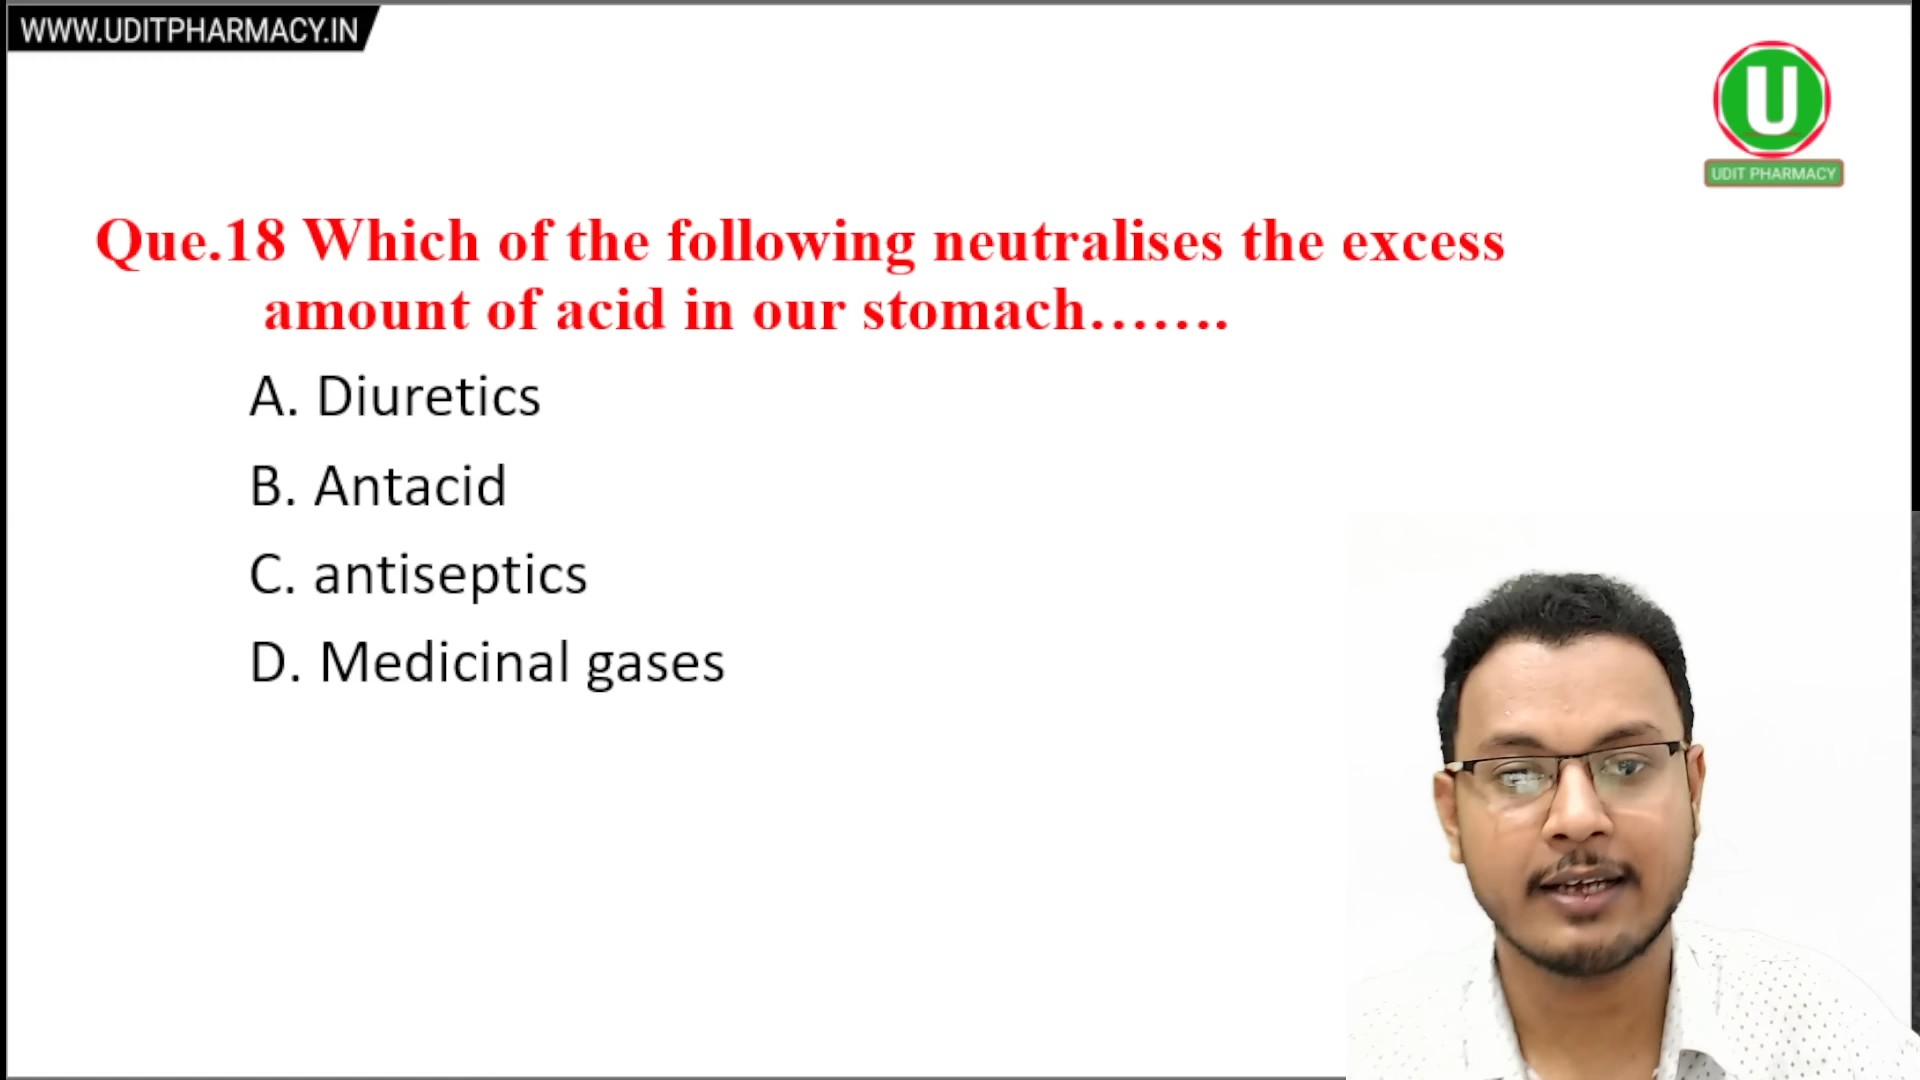 WWW.UDITPHARMACY.IN
U
UDIT PHARMACY
Que.18 Which of the following neutralises the excess
amount of acid in our stomach.......
A. Diuretics
B. Antacid
C. antiseptics
D. Medicinal gases